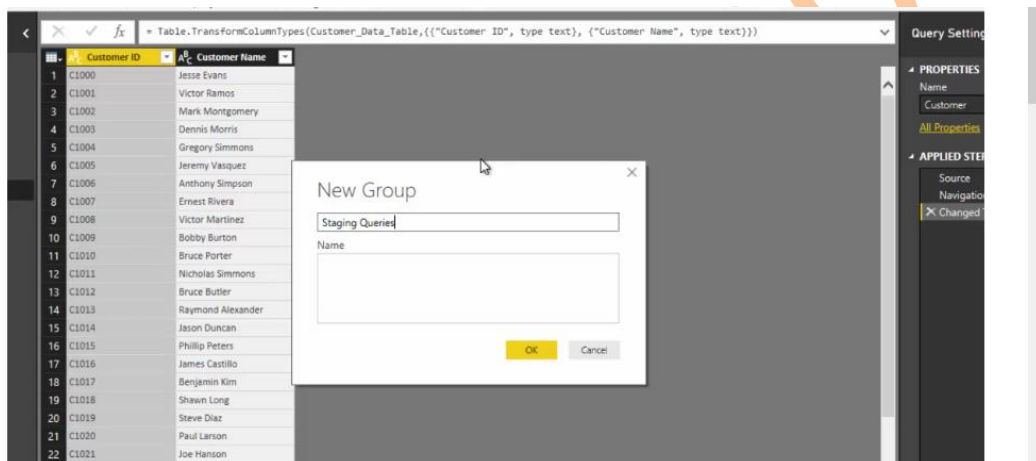 fx = Table.TransformColumnTypes(Customer_Data_Table,{{"Customer ID", type text}, {"Customer Name", type text}})
Customer ID ABC Customer Name
1 C1000 Jesse Evans
2 C1001 Victor Ramos
3 C1002 Mark Montgomery
4 C1003 Dennis Morris
5 C1004 Gregory Simmons
6 C1005 Jeremy Vasquez
7 C1006 Anthony Simpson
8 C1007 Ernest Rivera
9 C1008 Victor Martinez
10 C1009 Bobby Burton
11 C1010 Bruce Porter
12 C1011 Nicholas Simmons
13 C1012 Bruce Butler
14 C1013 Raymond Alexander
15 C1014 Jason Duncan
16 C1015 Phillip Peters
17 C1016 James Castillo
18 C1017 Benjamin Kim
19 C1018 Shawn Long
20 C1019 Steve Diaz
21 C1020 Paul Larson
22 C1021 Joe Hanson
New Group
Staging Queries
Name
OK Cancel
Query Setting
PROPERTIES
Name
Customer
All Properties
APPLIED STE
Source
Navigation
Changed